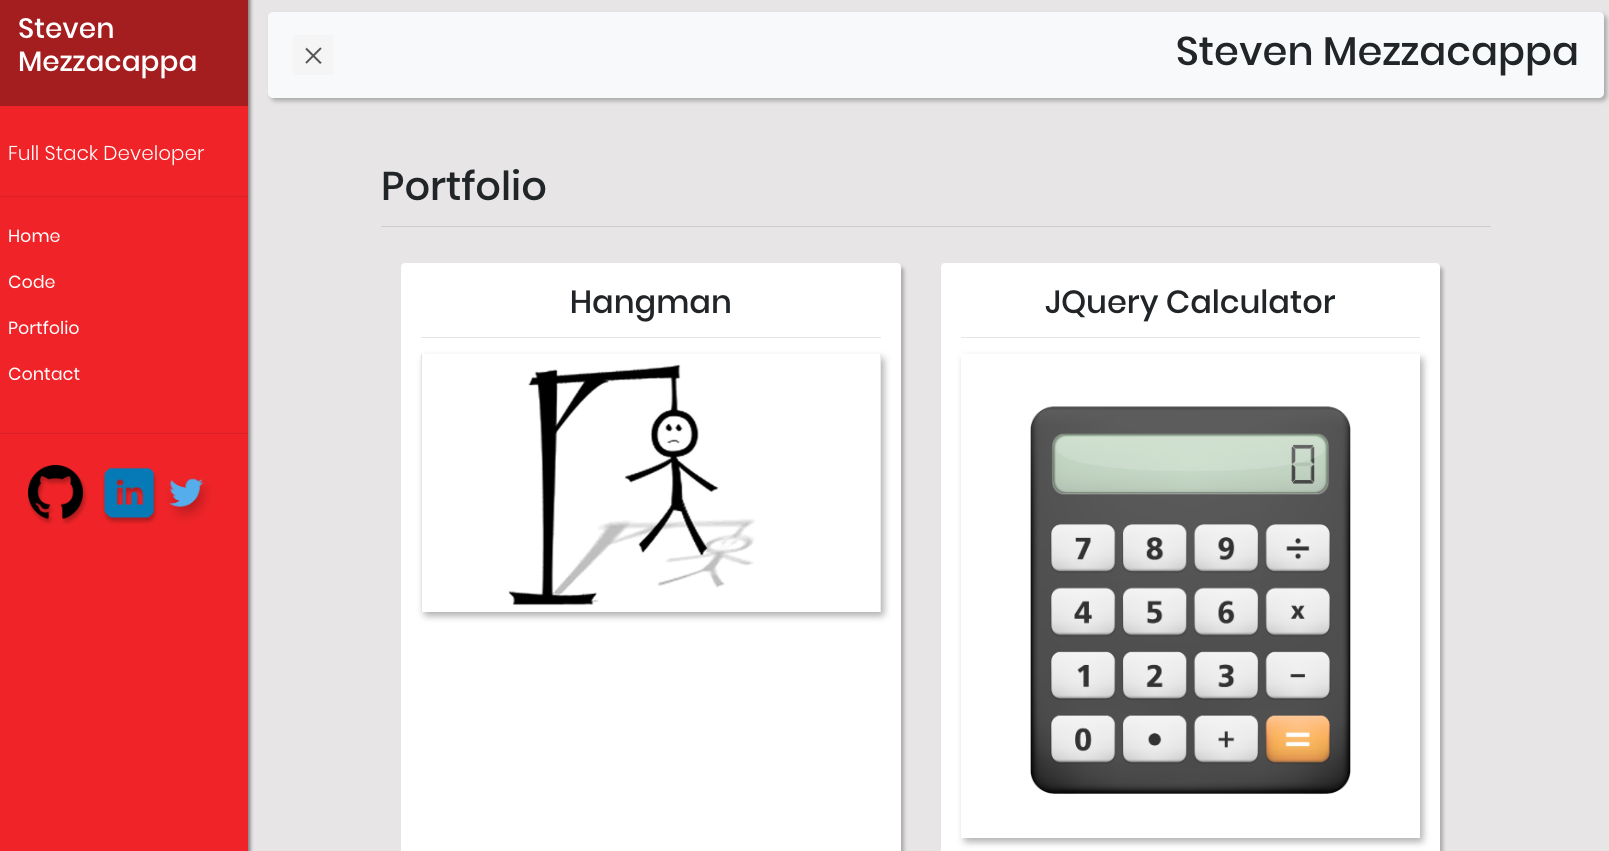 Steven
Mezzacappa
Full Stack Developer
Home
Code
Portfolio
Contact
in
Steven Mezzacappa
Portfolio
Hangman
JQuery Calculator
0
7 8 9 ÷
4 5 6 x
1 2 3 −
0 • + =